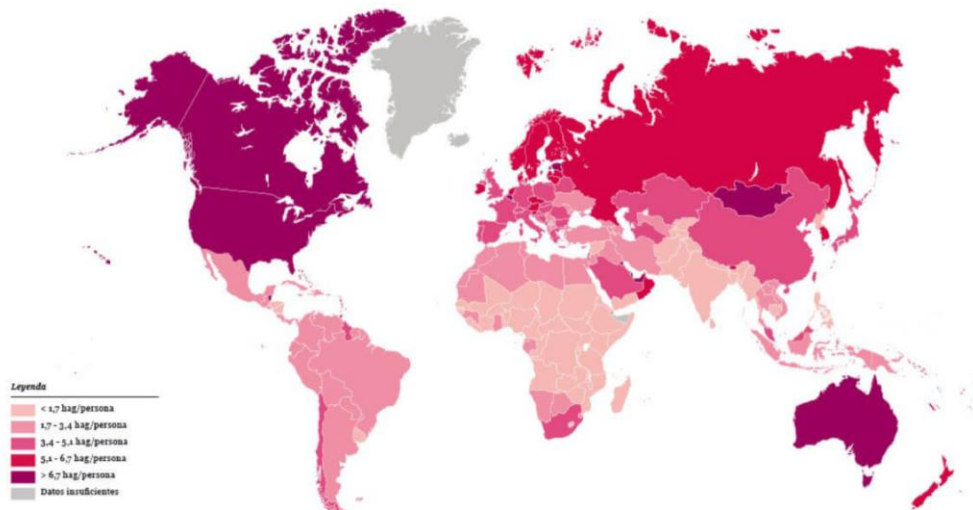 Leyenda
< 1,7 hag/persona
1,7 - 3,4 hag/persona
3,4 - 5,1 hag/persona
5,1 - 6,7 hag/persona
> 6,7 hag/persona
Datos insuficientes